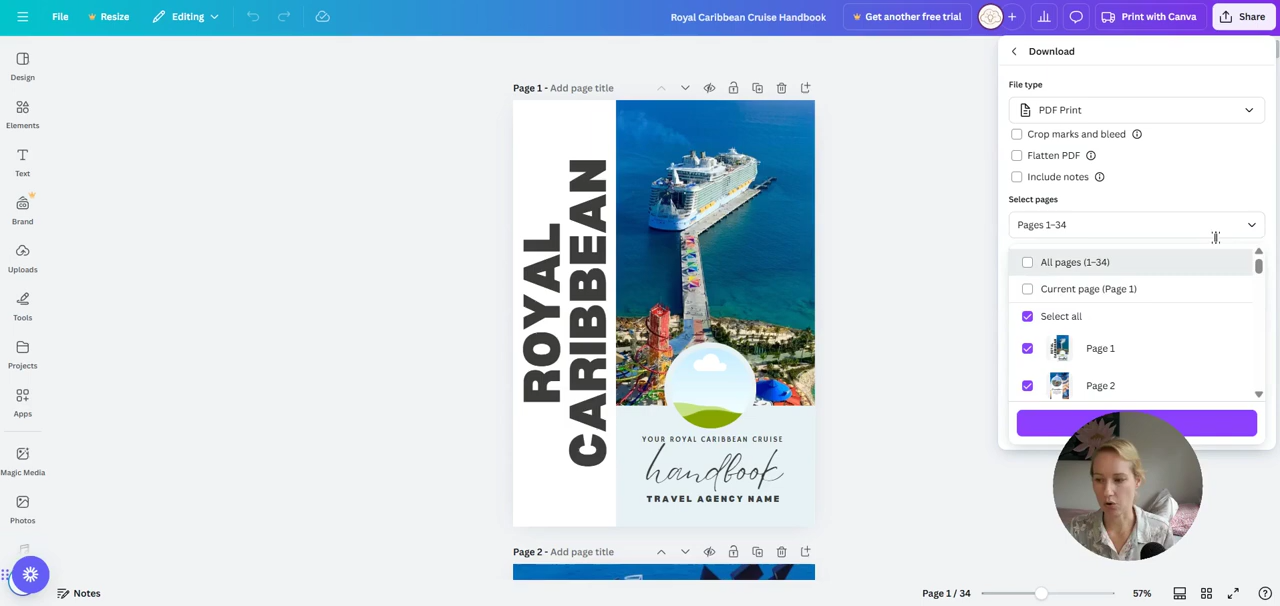 File
Resize
Editing
Royal Caribbean Cruise Handbook
Get another free trial
Print with Canva
Share
Design
Elements
Text
Brand
Uploads
Tools
Projects
Apps
Magic Media
Photos
Page 1 - Add page title
ROYAL
CARIBBEAN
YOUR ROYAL CARIBBEAN CRUISE
handbook
TRAVEL AGENCY NAME
Page 2 - Add page title
Download
File type
PDF Print
Crop marks and bleed
Flatten PDF
Include notes
Select pages
Pages 1–34
All pages (1–34)
Current page (Page 1)
Select all
Page 1
Page 2
Notes
Page 1 / 34
57%